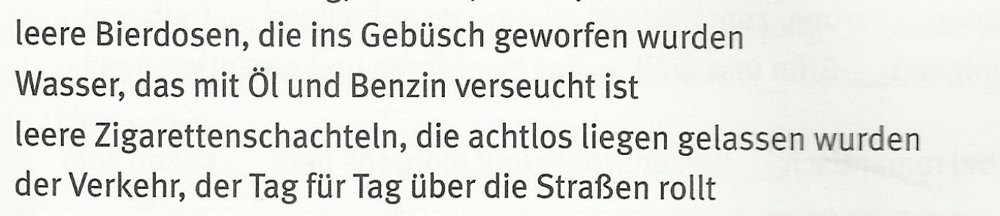 leere Bierdosen, die ins Gebüsch geworfen wurden
Wasser, das mit Öl und Benzin verseucht ist
leere Zigarettenschachteln, die achtlos liegen gelassen wurden
der Verkehr, der Tag für Tag über die Straßen rollt